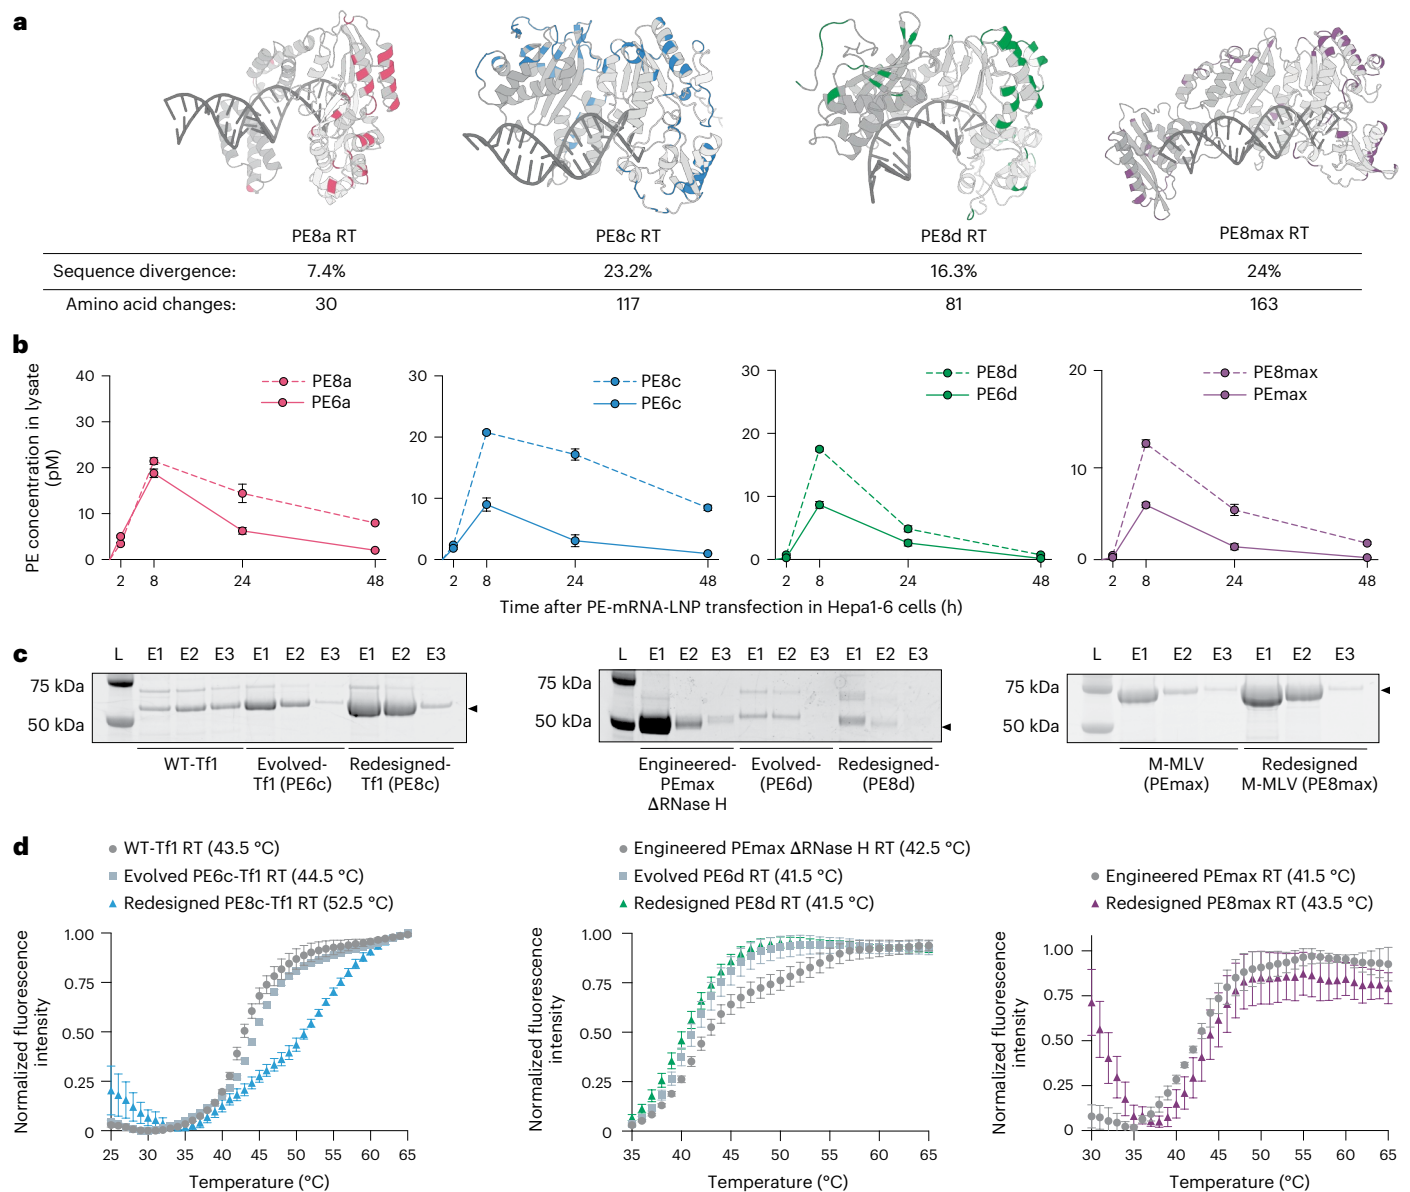 a
PE8a RT PE8c RT PE8d RT PE8max RT
Sequence divergence: 7.4% 23.2% 16.3% 24%
Amino acid changes: 30 117 81 163
b
PE concentration in lysate
(pM)
40
30
20
10
0
2 8 24 48
PE8a
PE6a
30
20
10
0
2 8 24 48
PE8c
PE6c
30
20
10
0
2 8 24 48
PE8d
PE6d
20
10
0
2 8 24 48
PE8max
PEmax
Time after PE-mRNA-LNP transfection in Hepa1-6 cells (h)
c
L E1 E2 E3 E1 E2 E3 E1 E2 E3
75 kDa
50 kDa
WT-Tf1
Evolved-
Tf1 (PE6c)
Redesigned-
Tf1 (PE8c)
L E1 E2 E3 E1 E2 E3 E1 E2 E3
75 kDa
50 kDa
Engineered-
PEmax
ΔRNase H
Evolved-
(PE6d)
Redesigned-
(PE8d)
L E1 E2 E3 E1 E2 E3
75 kDa
50 kDa
M-MLV
(PEmax)
Redesigned
M-MLV (PE8max)
d
WT-Tf1 RT (43.5 °C)
Evolved PE6c-Tf1 RT (44.5 °C)
Redesigned PE8c-Tf1 RT (52.5 °C)
Normalized fluorescence
intensity
1.00
0.75
0.50
0.25
0
25 30 35 40 45 50 55 60 65
Temperature (°C)
Engineered PEmax ΔRNase H RT (42.5 °C)
Evolved PE6d RT (41.5 °C)
Redesigned PE8d RT (41.5 °C)
Normalized fluorescence
intensity
1.00
0.75
0.50
0.25
0
35 40 45 50 55 60 65
Temperature (°C)
Engineered PEmax RT (41.5 °C)
Redesigned PE8max RT (43.5 °C)
Normalized fluorescence
intensity
1.00
0.75
0.50
0.25
0
30 35 40 45 50 55 60 65
Temperature (°C)